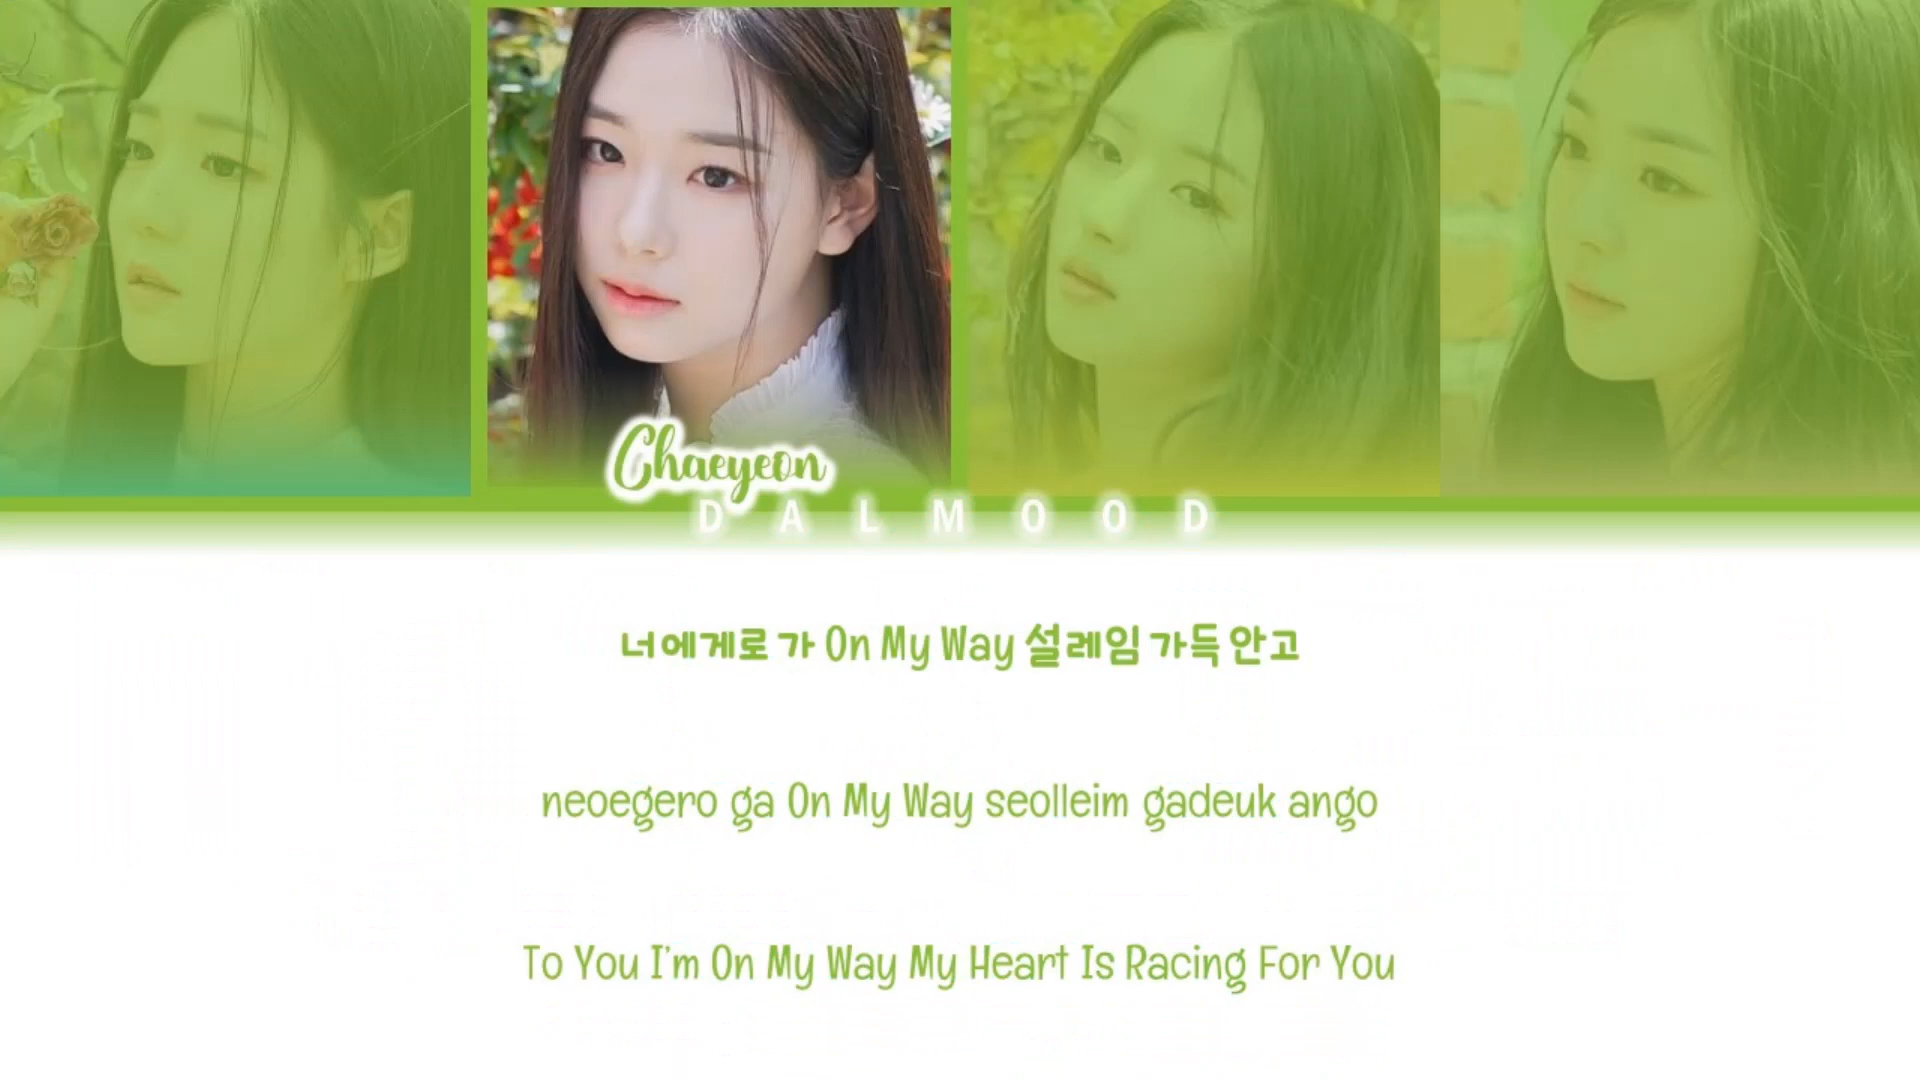 Chaeyeon
DALMOOD
너에게로 가 On My Way 설레임 가득 안고
neoegero ga On My Way seolleim gadeuk ango
To You I'm On My Way My Heart Is Racing For You